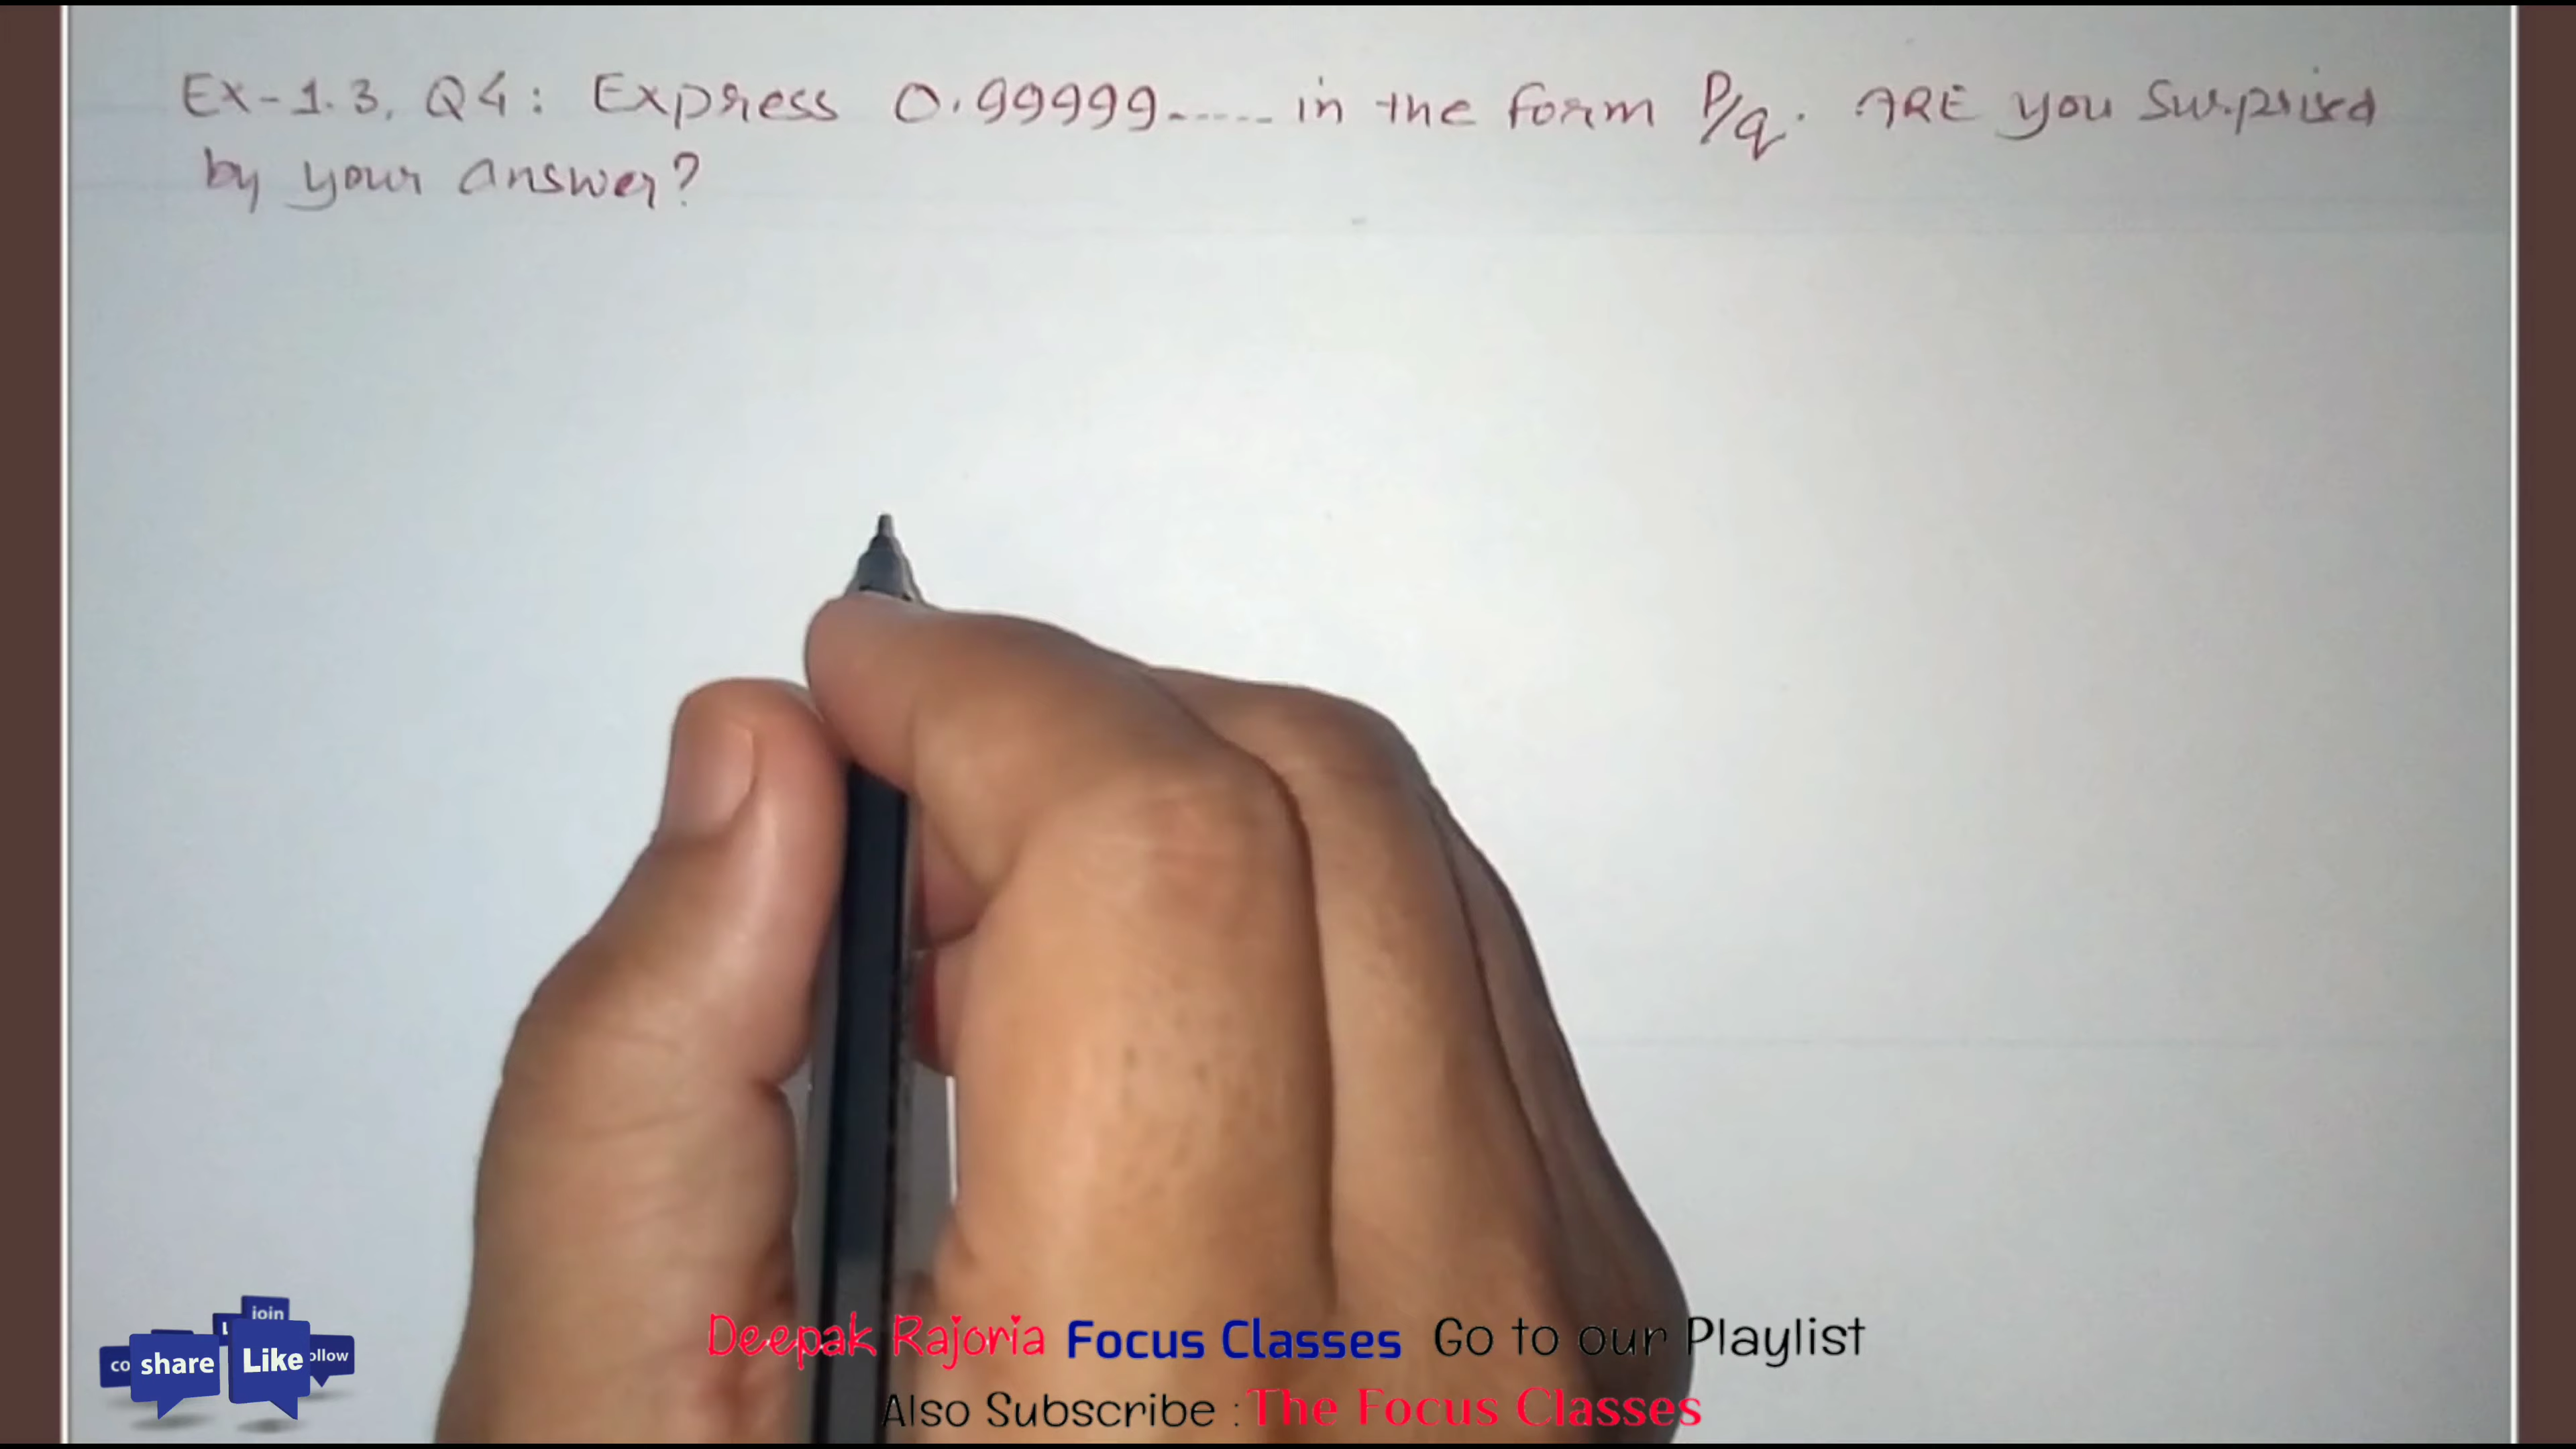 Ex-1.3, Q4: Express 0.99999...... in the form P/q. ARE you Surprised
by your answer?
join
L
co share Like ollow
Deepak Rajoria Focus Classes Go to our Playlist
Also Subscribe : The Focus Classes